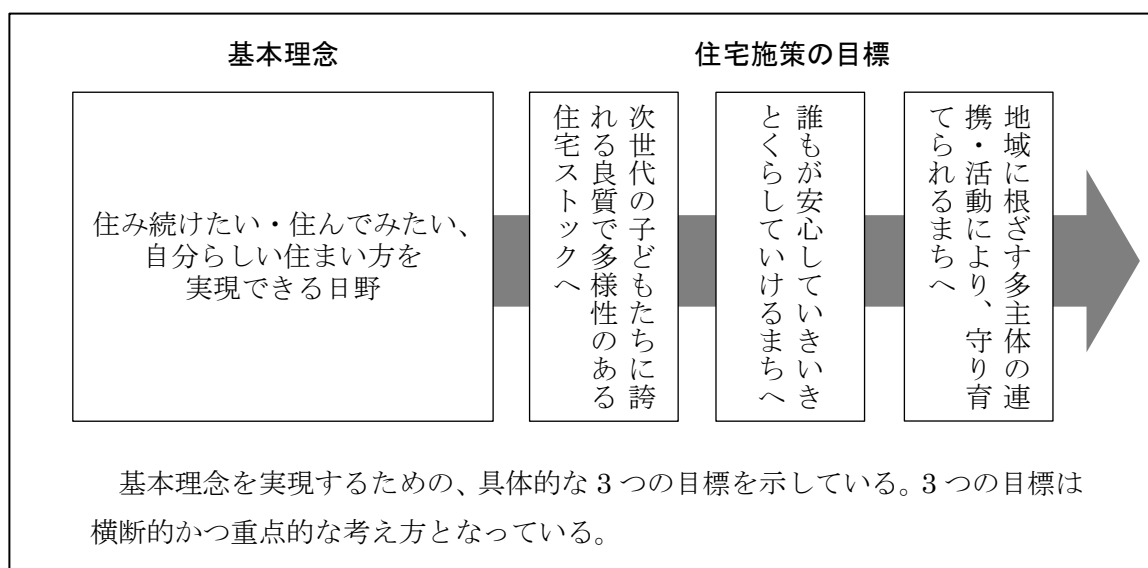 基本理念
住宅施策の目標
住み続けたい・住んでみたい、
自分らしい住まい方を
実現できる日野
次世代の子どもたちに誇
れる良質で多様性のある
住宅ストックへ
誰もが安心していきいき
とくらしていけるまちへ
地域に根ざす多主体の連
携・活動により、守り育
てられるまちへ
基本理念を実現するための、具体的な 3 つの目標を示している。3 つの目標は
横断的かつ重点的な考え方となっている。